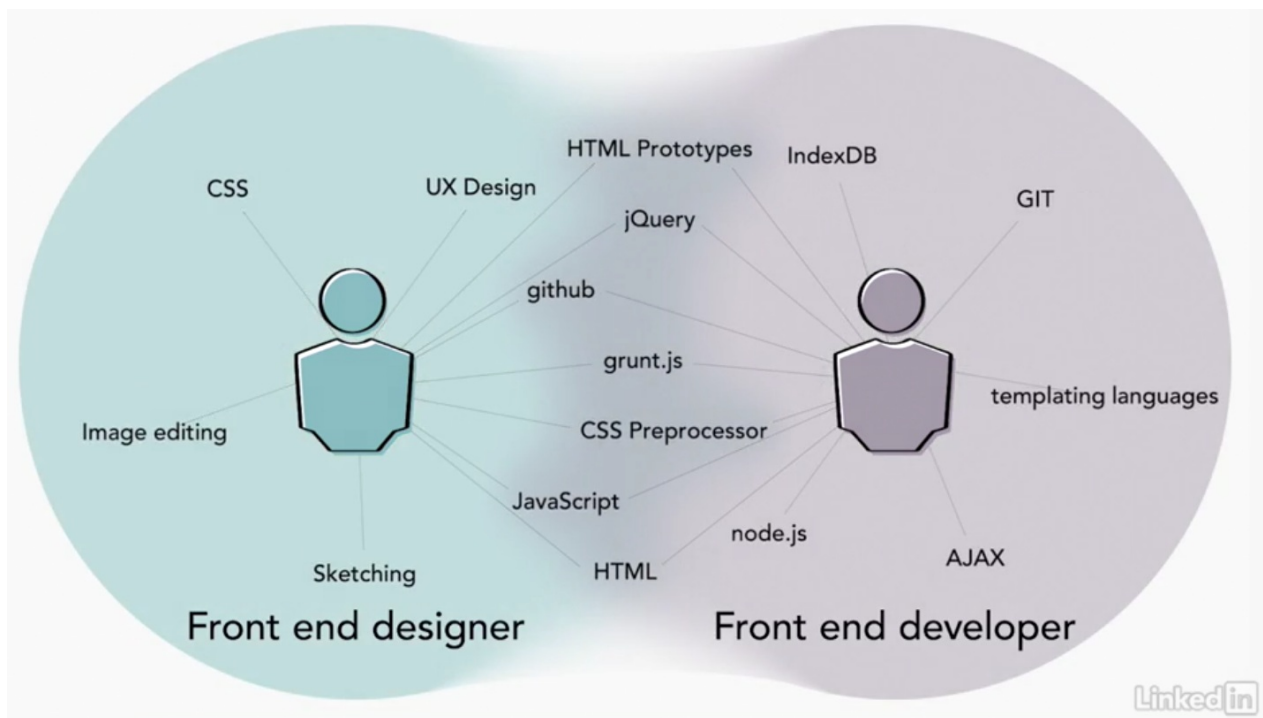 HTML Prototypes
IndexDB
CSS
UX Design
GIT
jQuery
github
grunt.js
templating languages
Image editing
CSS Preprocessor
JavaScript
node.js
AJAX
Sketching
HTML
Front end designer
Front end developer
LinkedIn